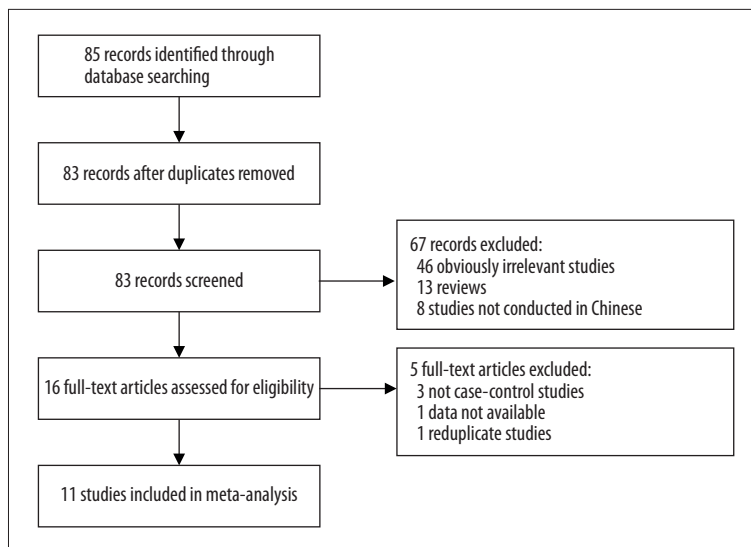 85 records identified through
database searching
83 records after duplicates removed
83 records screened
67 records excluded:
46 obviously irrelevant studies
13 reviews
8 studies not conducted in Chinese
16 full-text articles assessed for eligibility
5 full-text articles excluded:
3 not case-control studies
1 data not available
1 reduplicate studies
11 studies included in meta-analysis